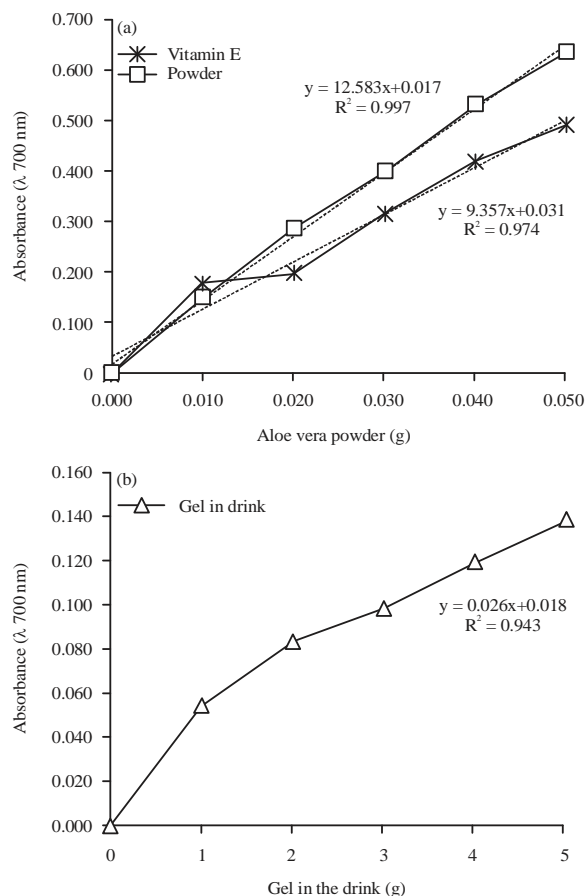 (a)
Vitamin E
Powder
y = 12.583x+0.017
R² = 0.997
y = 9.357x+0.031
R² = 0.974
0.700
0.600
0.500
0.400
0.300
0.200
0.100
0
Absorbance (λ 700 nm)
0.000 0.010 0.020 0.030 0.040 0.050
Aloe vera powder (g)
(b)
Gel in drink
y = 0.026x+0.018
R² = 0.943
0.160
0.140
0.120
0.100
0.080
0.060
0.040
0.020
0.000
Absorbance (λ 700 nm)
0 1 2 3 4 5
Gel in the drink (g)